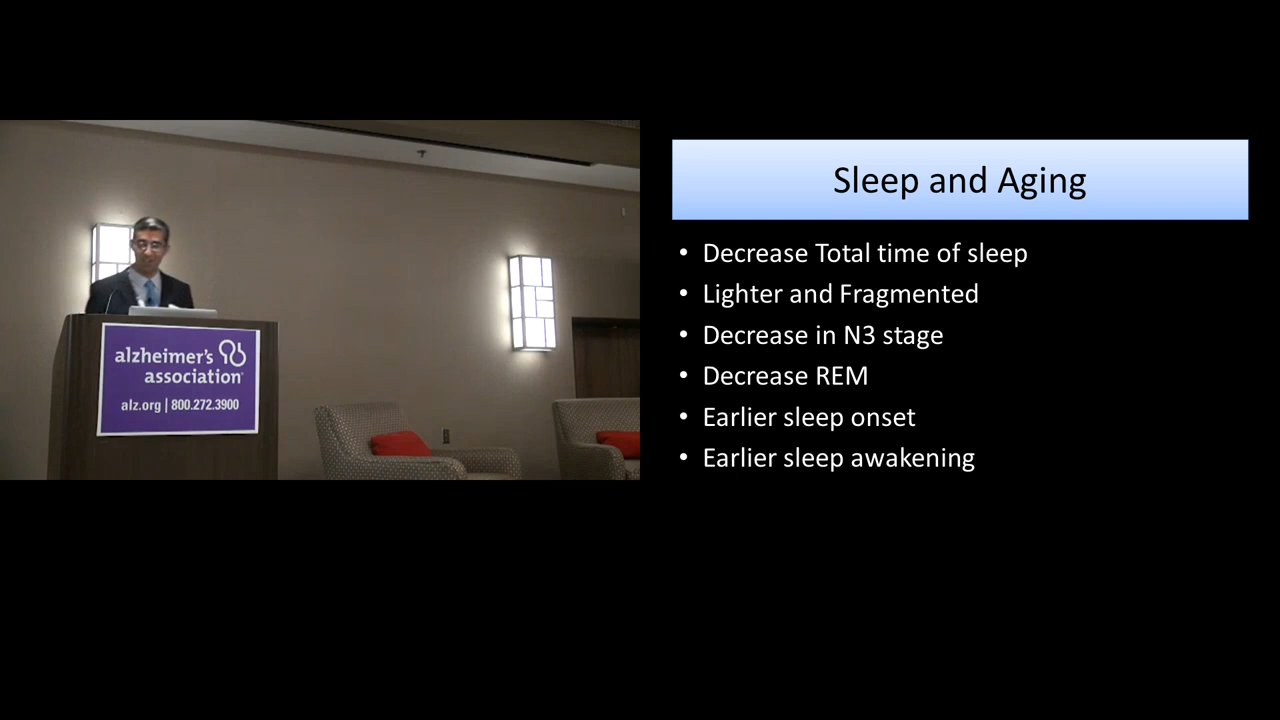 alzheimer's
association
alz.org | 800.272.3900
Sleep and Aging
• Decrease Total time of sleep
• Lighter and Fragmented
• Decrease in N3 stage
• Decrease REM
• Earlier sleep onset
• Earlier sleep awakening